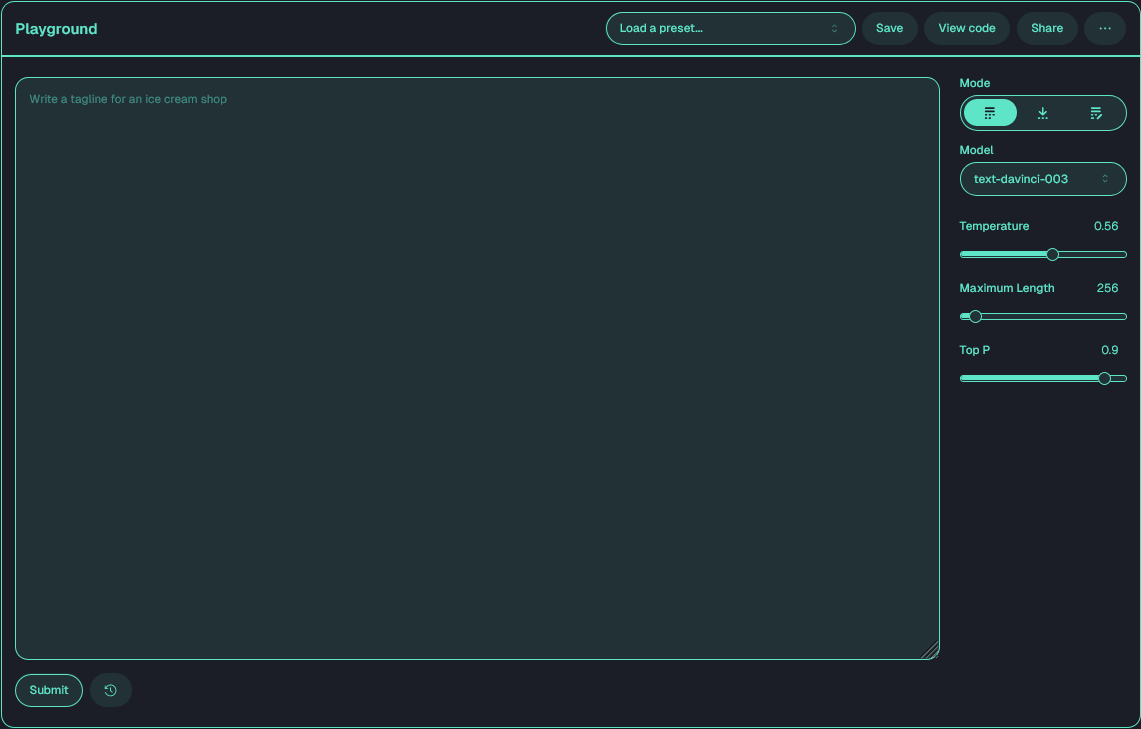 Playground
Load a preset...
Save
View code
Share
Write a tagline for an ice cream shop
Mode
Model
text-davinci-003
Temperature
0.56
Maximum Length
256
Top P
0.9
Submit